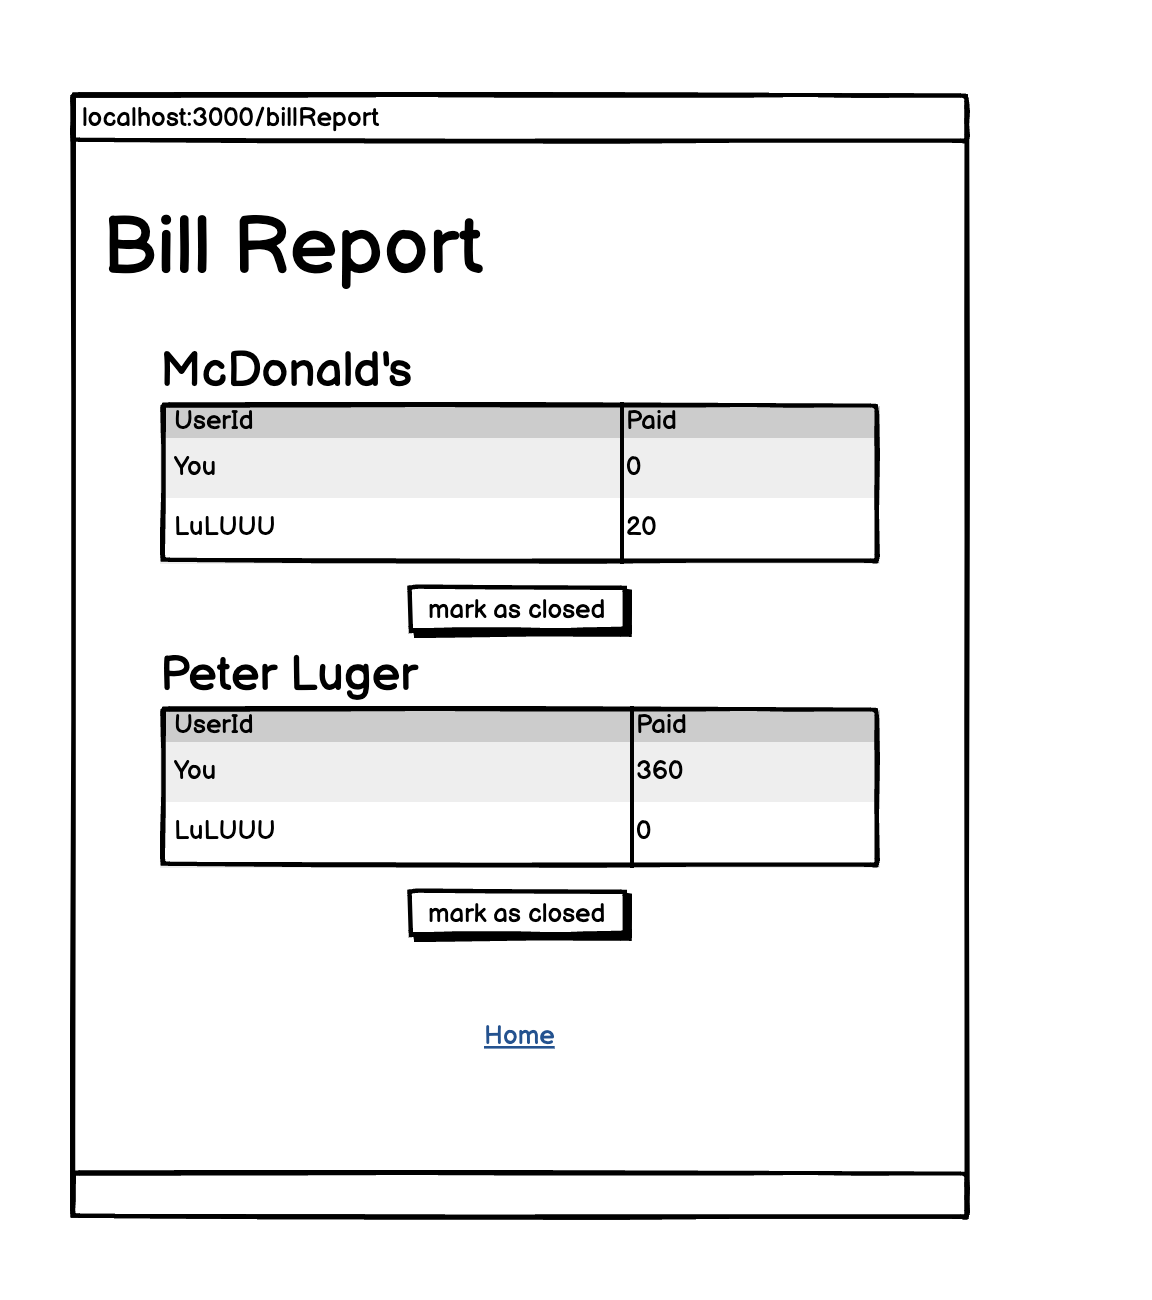 localhost:3000/billReport
Bill Report
McDonald's
UserId Paid
You 0
LuLUUU 20
mark as closed
Peter Luger
UserId Paid
You 360
LuLUUU 0
mark as closed
Home